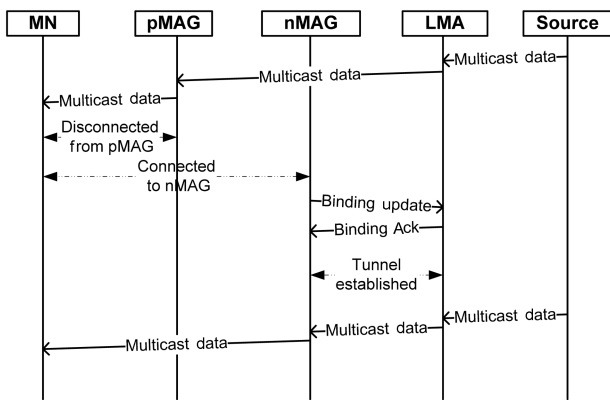 MN
pMAG
nMAG
LMA
Source
Multicast data
Multicast data
Multicast data
Disconnected
from pMAG
Connected
to nMAG
Binding update
Binding Ack
Tunnel
established
Multicast data
Multicast data
Multicast data